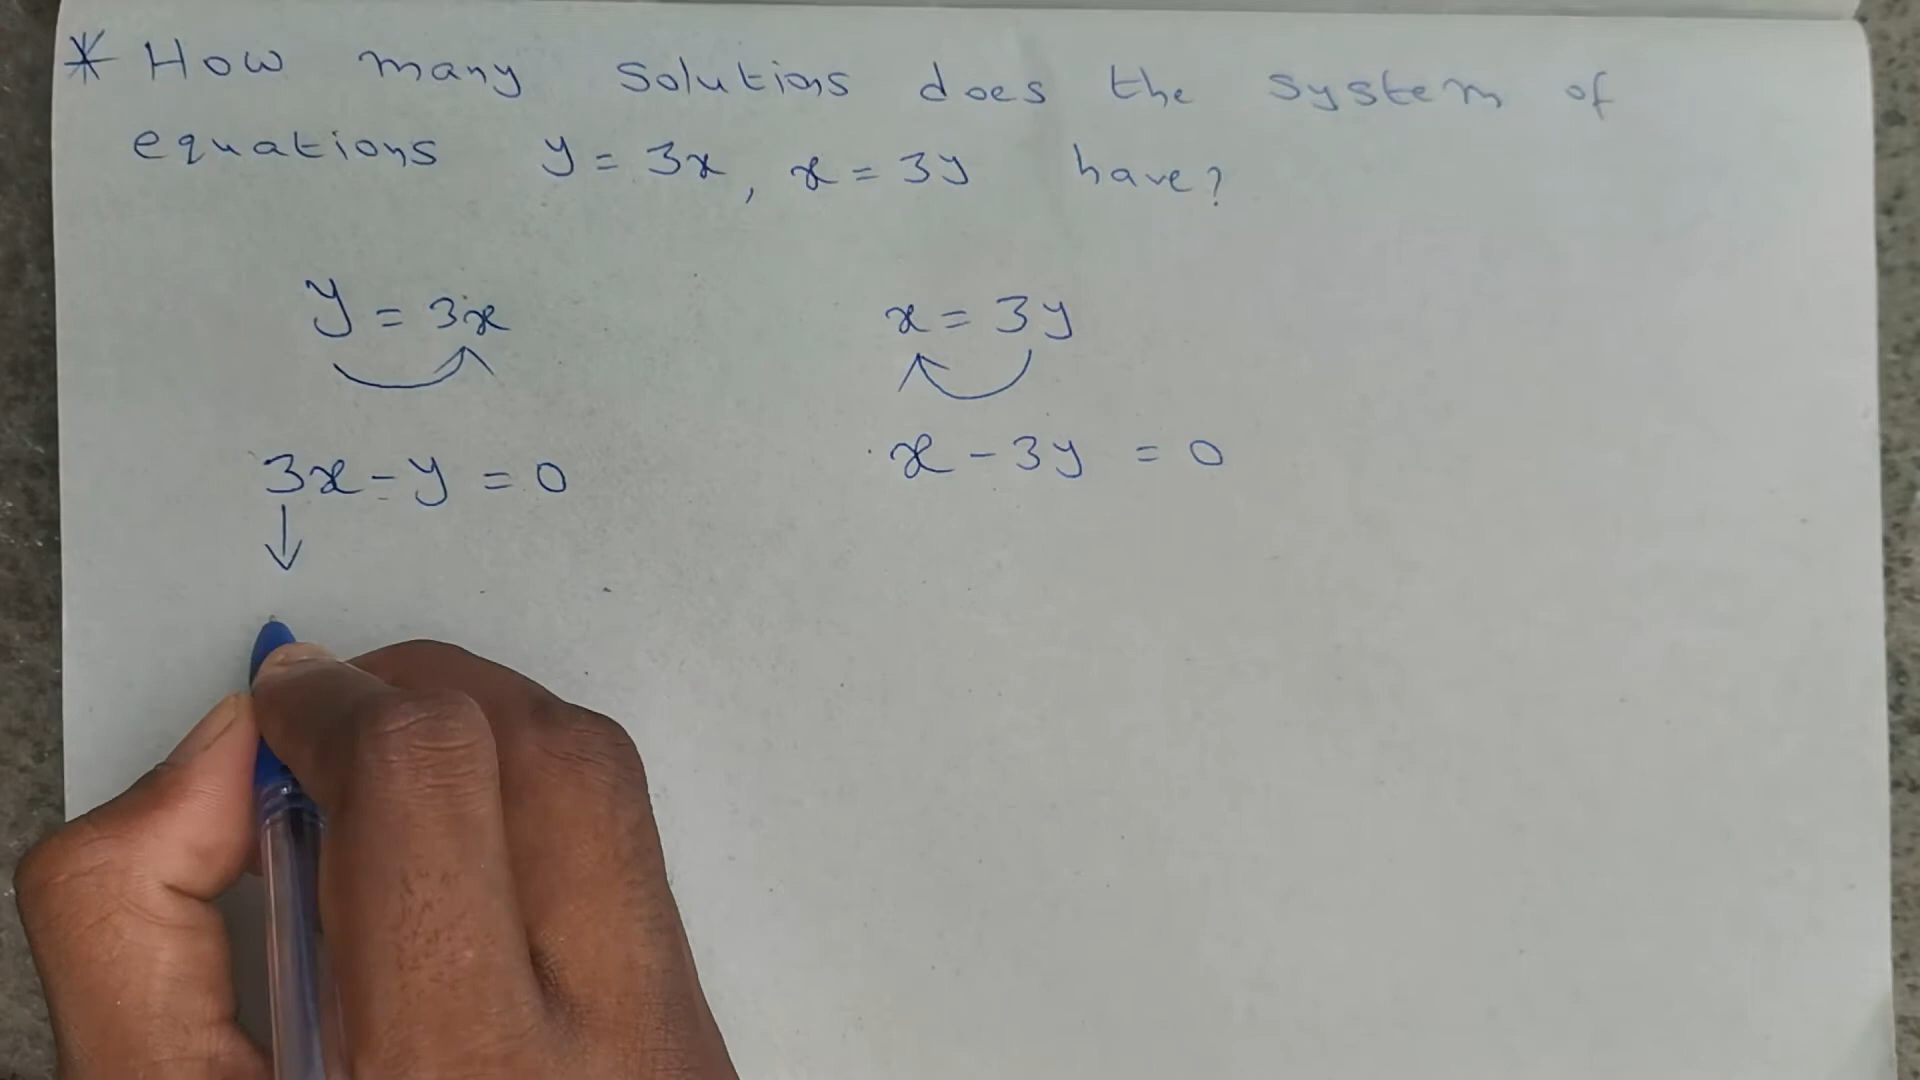 * How many solutions does the system of
equations y = 3x, x = 3y have?
y = 3x
x = 3y
3x - y = 0
x - 3y = 0